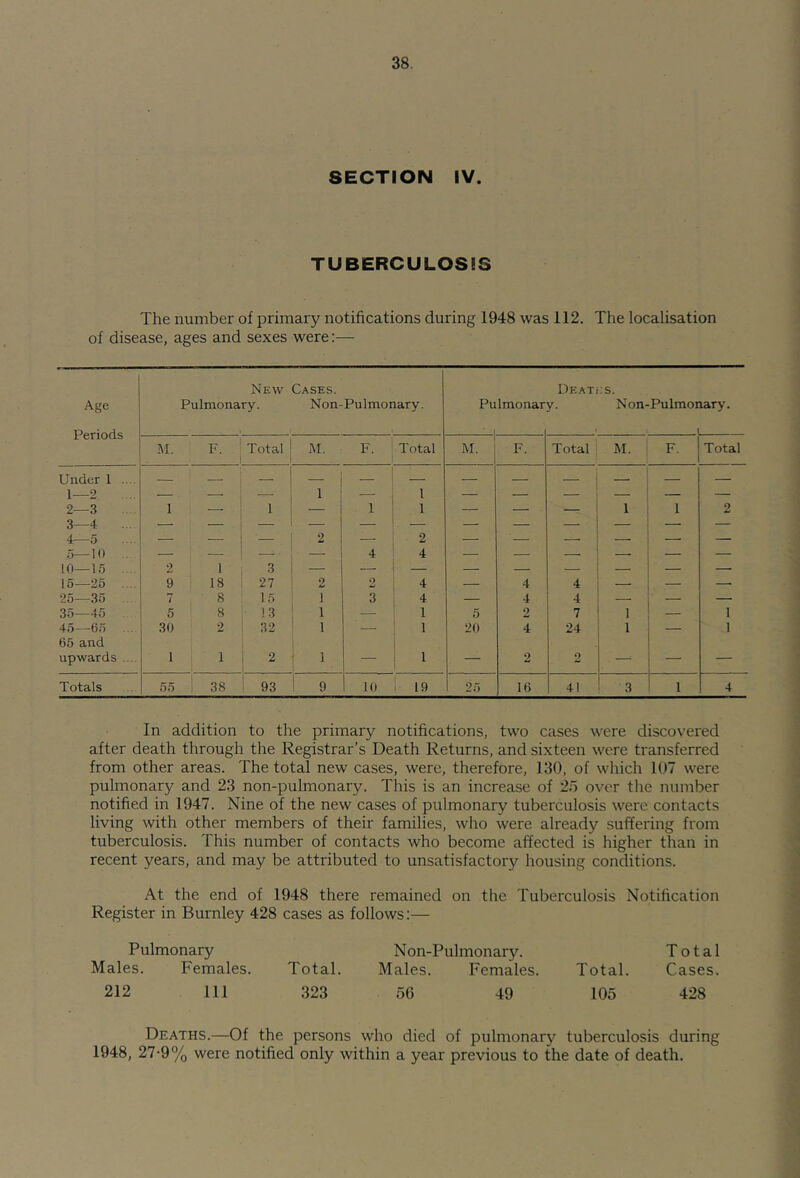 38.
SECTION IV.
TUBERCULOSIS
The number of primary notifications during 1948 was 112. The localisation
of disease, ages and sexes were:—
Age Periods | New Cases. | Deaths.
Pulmonary. Non-Pulmonary. | Pulmonary. Non-Pulmonary.
M. | F. | Total | M. | F. | Total | M. | F. | Total | M. | F. | Total
Under 1 .... | — | — | — | — | — | — | — | — | — | — | — | —
1—2 .... | — | — | — | 1 | — | 1 | — | — | — | — | — | —
2—3 .... | 1 | — | 1 | — | 1 | 1 | — | — | — | 1 | 1 | 2
3—4 .... | — | — | — | — | — | — | — | — | — | — | — | —
4—5 .... | — | — | — | 2 | — | 2 | — | — | — | — | — | —
5—10 .... | — | — | — | — | 4 | 4 | — | — | — | — | — | —
10—15 .... | 2 | 1 | 3 | — | — | — | — | — | — | — | — | —
15—25 .... | 9 | 18 | 27 | 2 | 2 | 4 | — | 4 | 4 | — | — | —
25—35 .... | 7 | 8 | 15 | 1 | 3 | 4 | — | 4 | 4 | — | — | —
35—45 .... | 5 | 8 | 13 | 1 | — | 1 | 5 | 2 | 7 | 1 | — | 1
45—65 .... | 30 | 2 | 32 | 1 | — | 1 | 20 | 4 | 24 | 1 | — | 1
65 and
upwards .... | 1 | 1 | 2 | 1 | — | 1 | — | 2 | 2 | — | — | —
Totals .... | 55 | 38 | 93 | 9 | 10 | 19 | 25 | 16 | 41 | 3 | 1 | 4
In addition to the primary notifications, two cases were discovered
after death through the Registrar's Death Returns, and sixteen were transferred
from other areas. The total new cases, were, therefore, 130, of which 107 were
pulmonary and 23 non-pulmonary. This is an increase of 25 over the number
notified in 1947. Nine of the new cases of pulmonary tuberculosis were contacts
living with other members of their families, who were already suffering from
tuberculosis. This number of contacts who become affected is higher than in
recent years, and may be attributed to unsatisfactory housing conditions.
At the end of 1948 there remained on the Tuberculosis Notification
Register in Burnley 428 cases as follows:—
Pulmonary Non-Pulmonary. Total
Males. Females. Total. Males. Females. Total. Cases.
212 111 323 56 49 105 428
Deaths.—Of the persons who died of pulmonary tuberculosis during
1948, 27·9% were notified only within a year previous to the date of death.